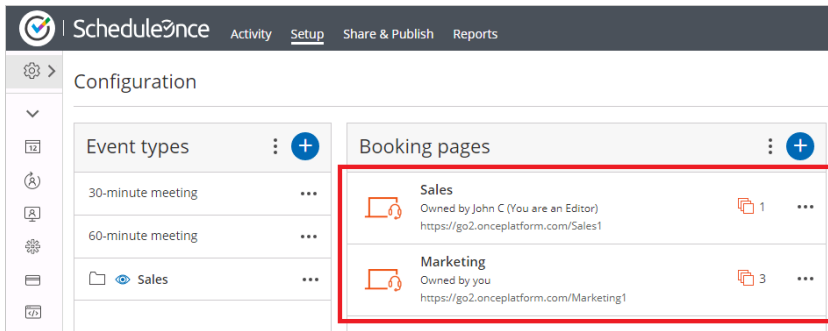 ScheduleOnce Activity Setup Share & Publish Reports
Configuration
Event types
30-minute meeting
60-minute meeting
Sales
Booking pages
Sales
Owned by John C (You are an Editor)
https://go2.onceplatform.com/Sales1
1
Marketing
Owned by you
https://go2.onceplatform.com/Marketing1
3
12